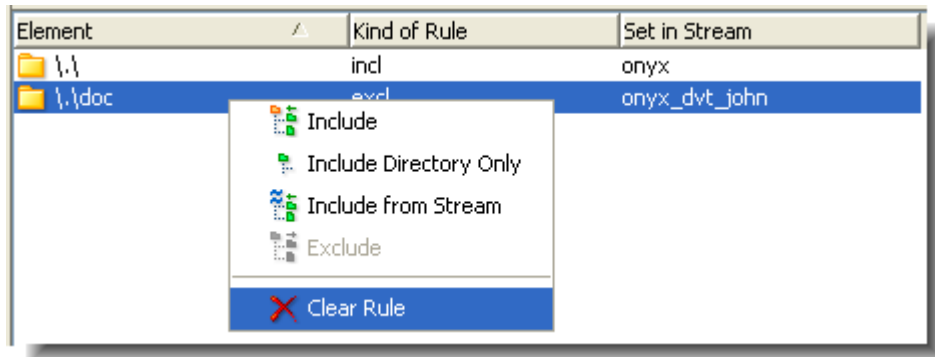 Element Kind of Rule Set in Stream
\.\ incl onyx
\.\doc excl onyx_dvt_john
Include
Include Directory Only
Include from Stream
Exclude
Clear Rule